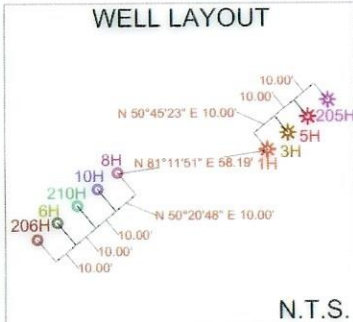 WELL LAYOUT
10.00'
10.00'
N 50°45'23" E 10.00'
205H
5H
3H
1H
8H
N 81°11'51" E 58.19'
10H
210H
6H
206H
N 50°20'48" E 10.00'
10.00'
10.00'
10.00'
N.T.S.